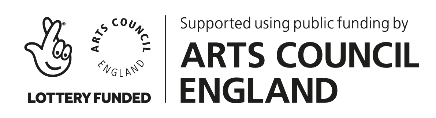 ARTS COUNCIL
ENGLAND
LOTTERY FUNDED
Supported using public funding by
ARTS COUNCIL
ENGLAND